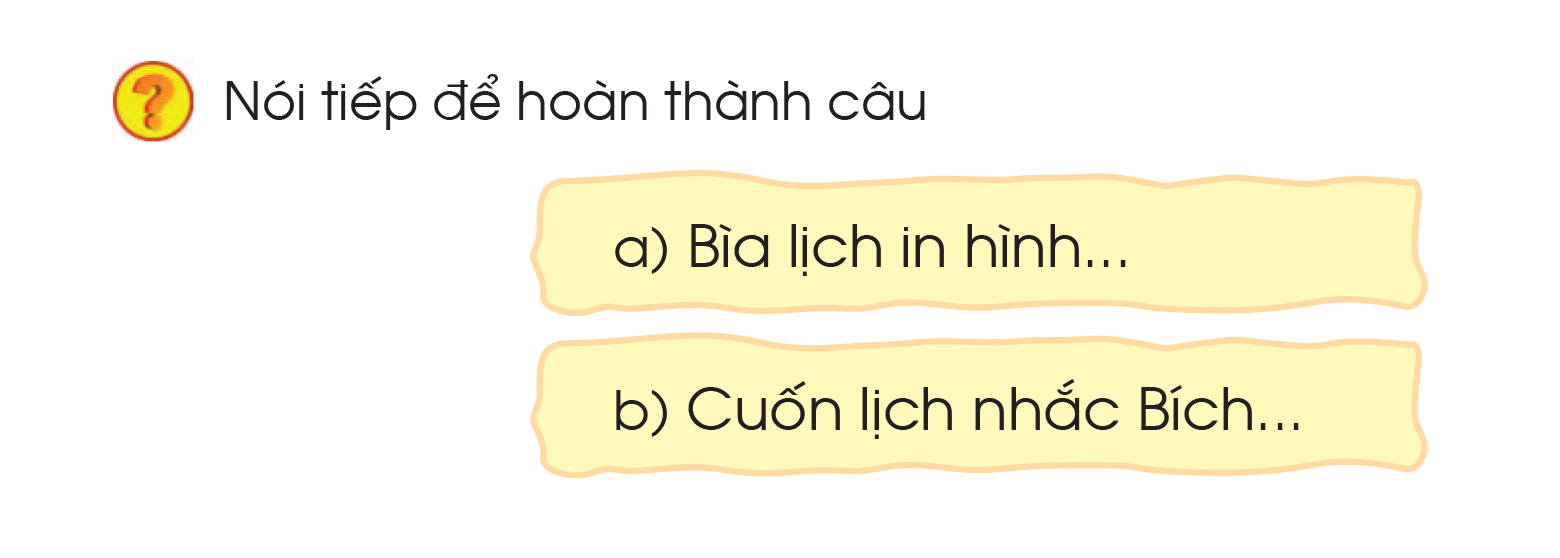 ?
Nói tiếp để hoàn thành câu
a) Bìa lịch in hình...
b) Cuốn lịch nhắc Bích...